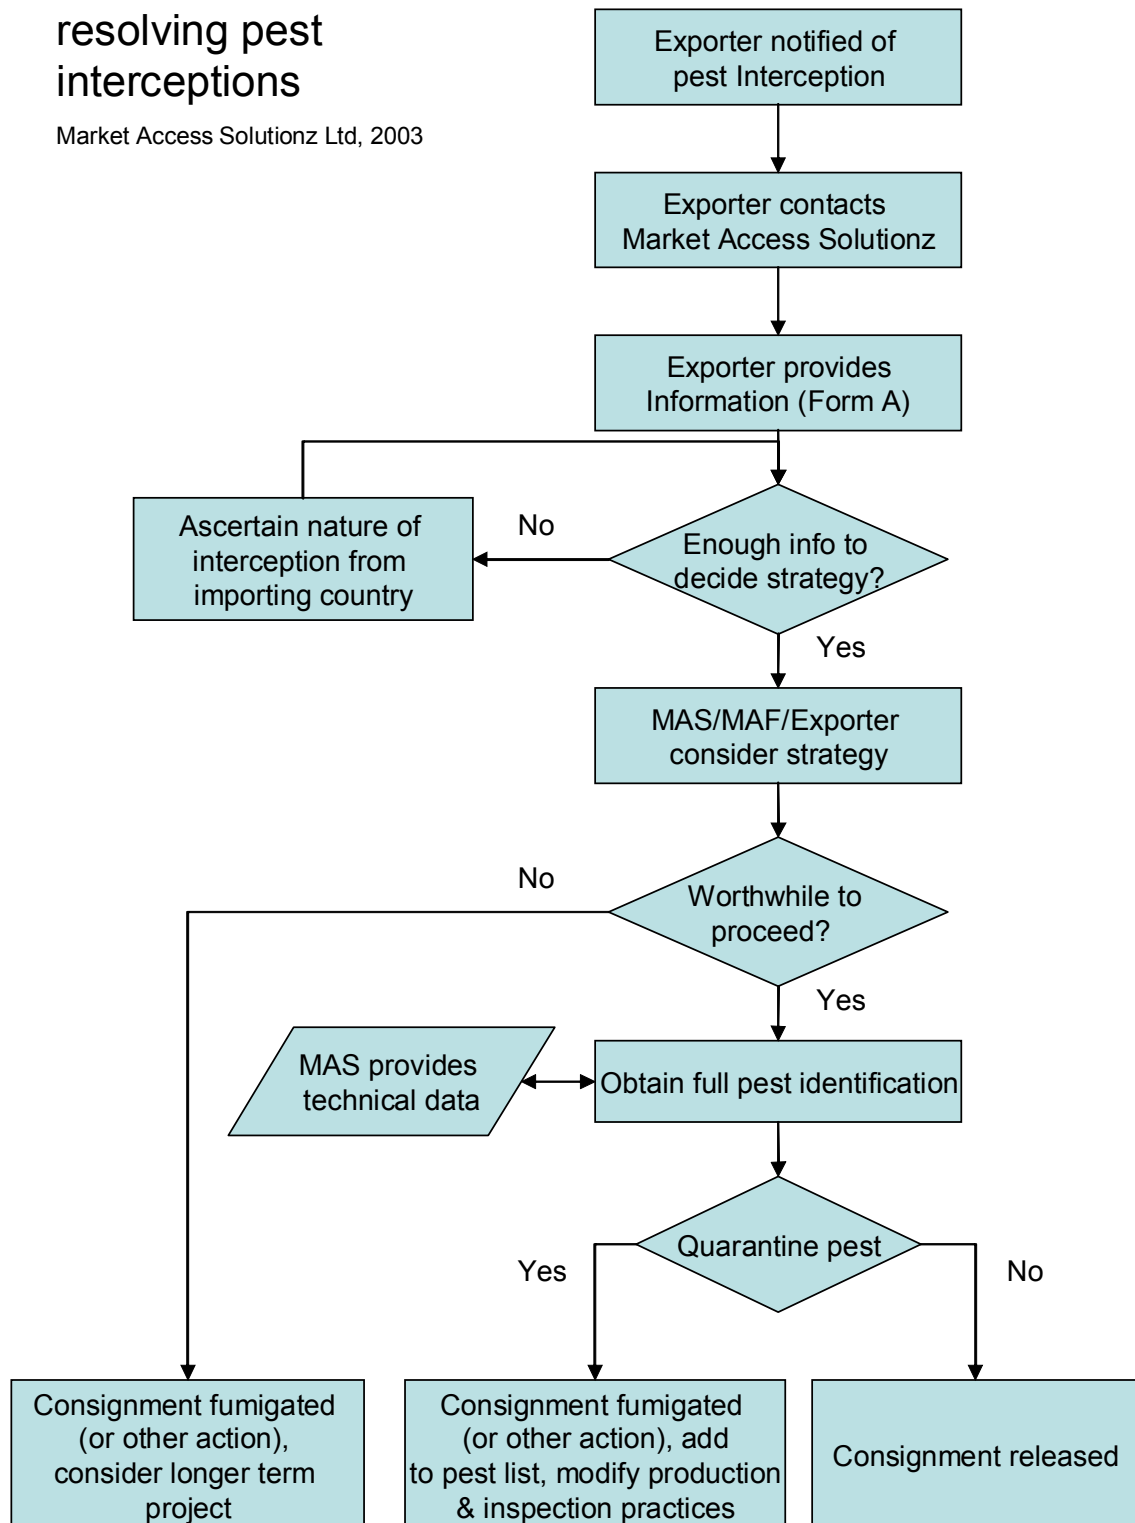 resolving pest
interceptions
Market Access Solutionz Ltd, 2003
Exporter notified of
pest Interception
Exporter contacts
Market Access Solutionz
Exporter provides
Information (Form A)
Ascertain nature of
interception from
importing country
No
Enough info to
decide strategy?
Yes
MAS/MAF/Exporter
consider strategy
No
Worthwhile to
proceed?
Yes
MAS provides
technical data
Obtain full pest identification
Quarantine pest
Yes
No
Consignment fumigated
(or other action),
consider longer term
project
Consignment fumigated
(or other action), add
to pest list, modify production
& inspection practices
Consignment released